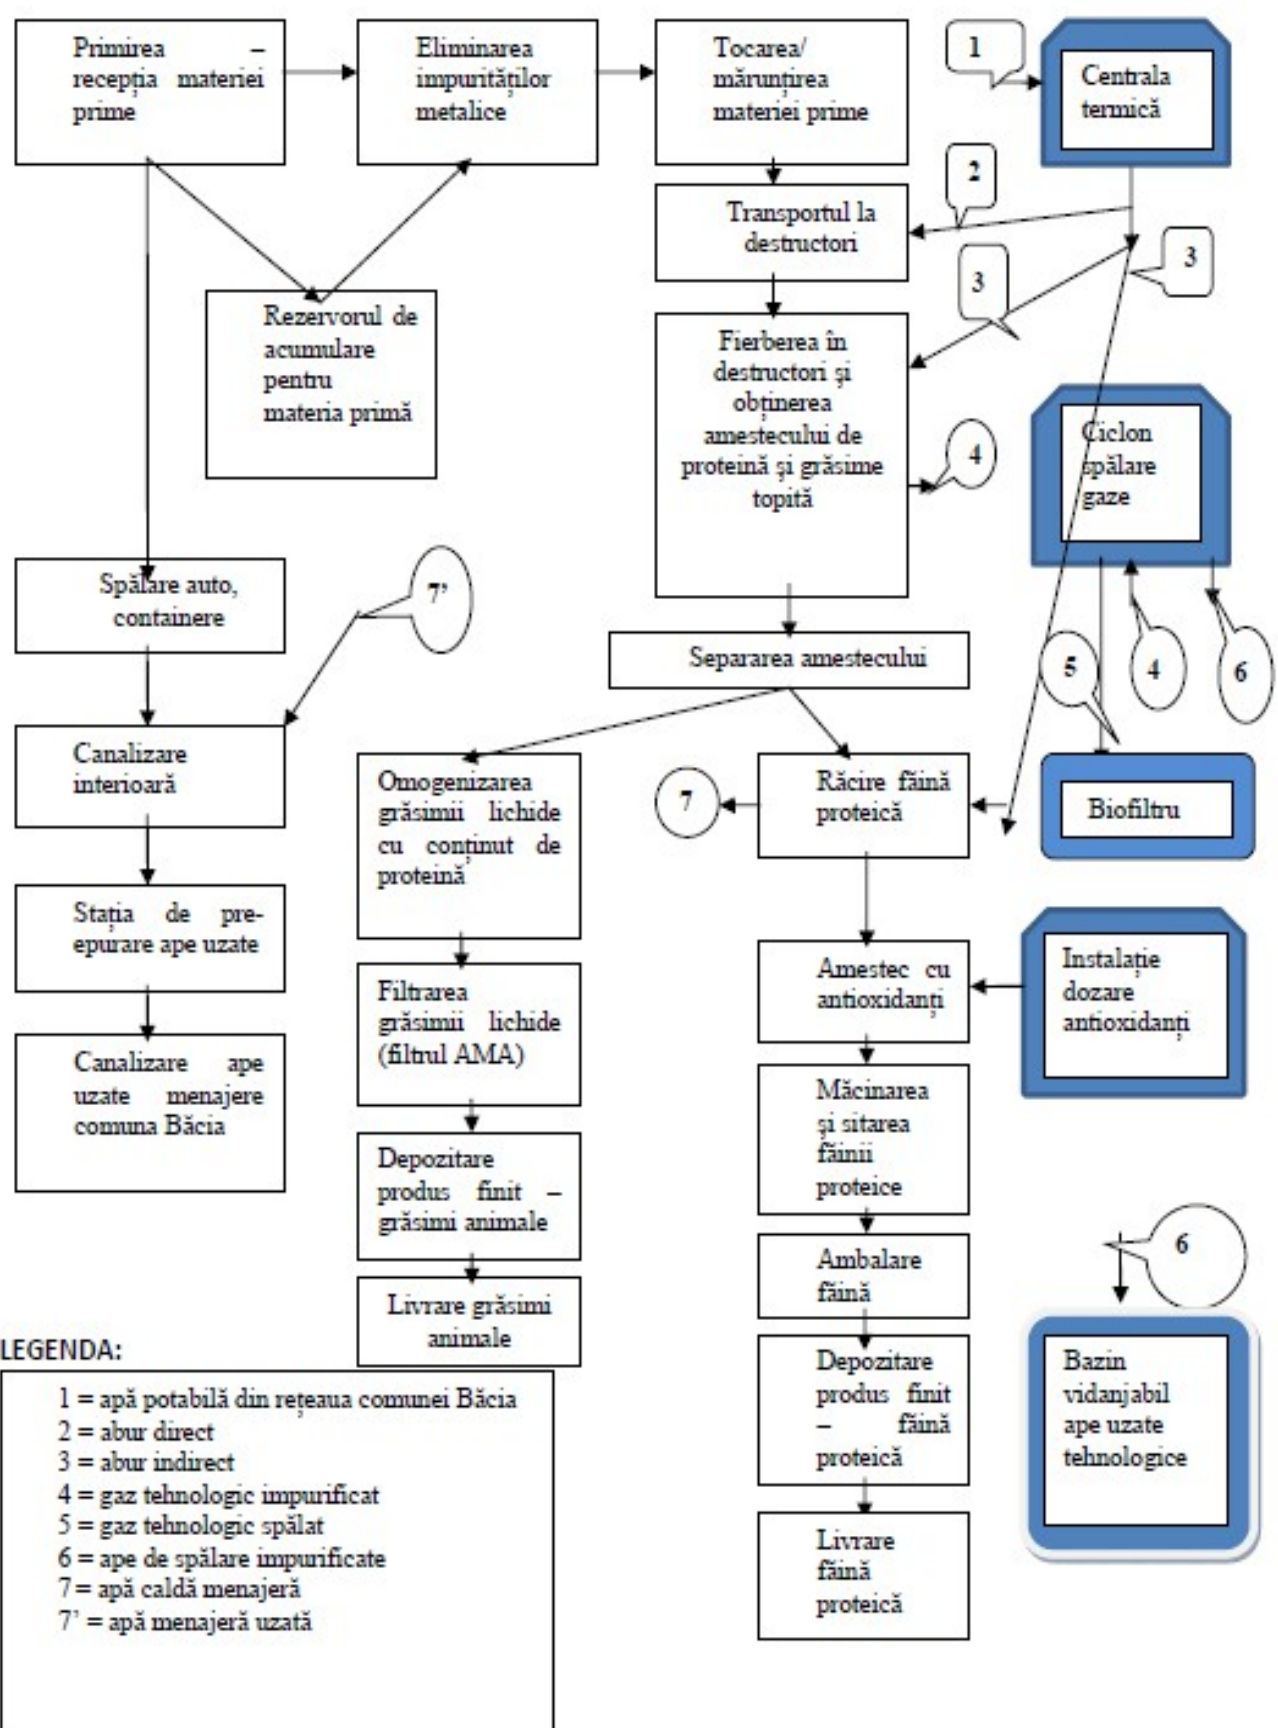 Primirea –
recepția materiei
prime
Eliminarea
impurităților
metalice
Tocarea/
mărunțirea
materiei prime
1
Centrala
termică
2
Transportul la
destructori
3
3
Rezervorul de
acumulare
pentru
materia primă
Fierberea în
destructori și
obținerea
amestecului de
proteină și grăsime
topită
4
Ciclon
spălare
gaze
Spălare auto,
containere
7’
Separarea amestecului
5
4
6
Canalizare
interioară
Omogenizarea
grăsimii lichide
cu conținut de
proteină
7
Răcire făină
proteică
Biofiltru
Stația de pre-
epurare ape uzate
Filtrarea
grăsimii lichide
(filtrul AMA)
Amestec cu
antioxidanți
Instalație
dozare
antioxidanți
Canalizare ape
uzate menajere
comuna Băcia
Măcinarea
și sitarea
făinii
proteice
Depozitare
produs finit –
grăsimi animale
Ambalare
făină
6
Livrare grăsimi
animale
Depozitare
produs finit
– făină
proteică
Bazin
vidanjabil
ape uzate
tehnologice
Livrare
făină
proteică
LEGENDA:
1 = apă potabilă din rețeaua comunei Băcia
2 = abur direct
3 = abur indirect
4 = gaz tehnologic impurificat
5 = gaz tehnologic spălat
6 = ape de spălare impurificate
7 = apă caldă menajeră
7’ = apă menajeră uzată